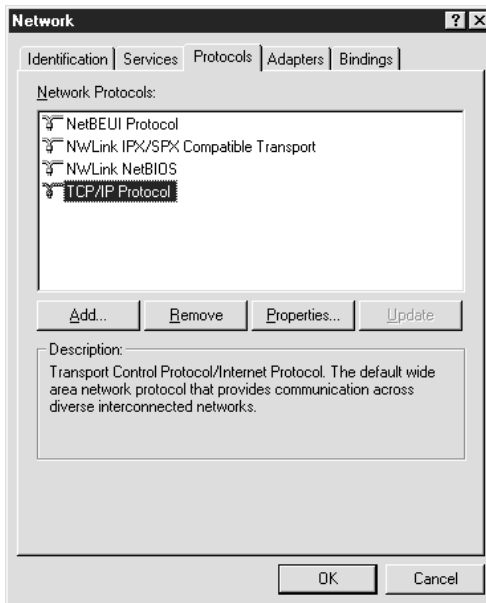 Network
Identification Services Protocols Adapters Bindings
Network Protocols:
NetBEUI Protocol
NWLink IPX/SPX Compatible Transport
NWLink NetBIOS
TCP/IP Protocol
Add... Remove Properties... Update
Description:
Transport Control Protocol/Internet Protocol. The default wide
area network protocol that provides communication across
diverse interconnected networks.
OK Cancel